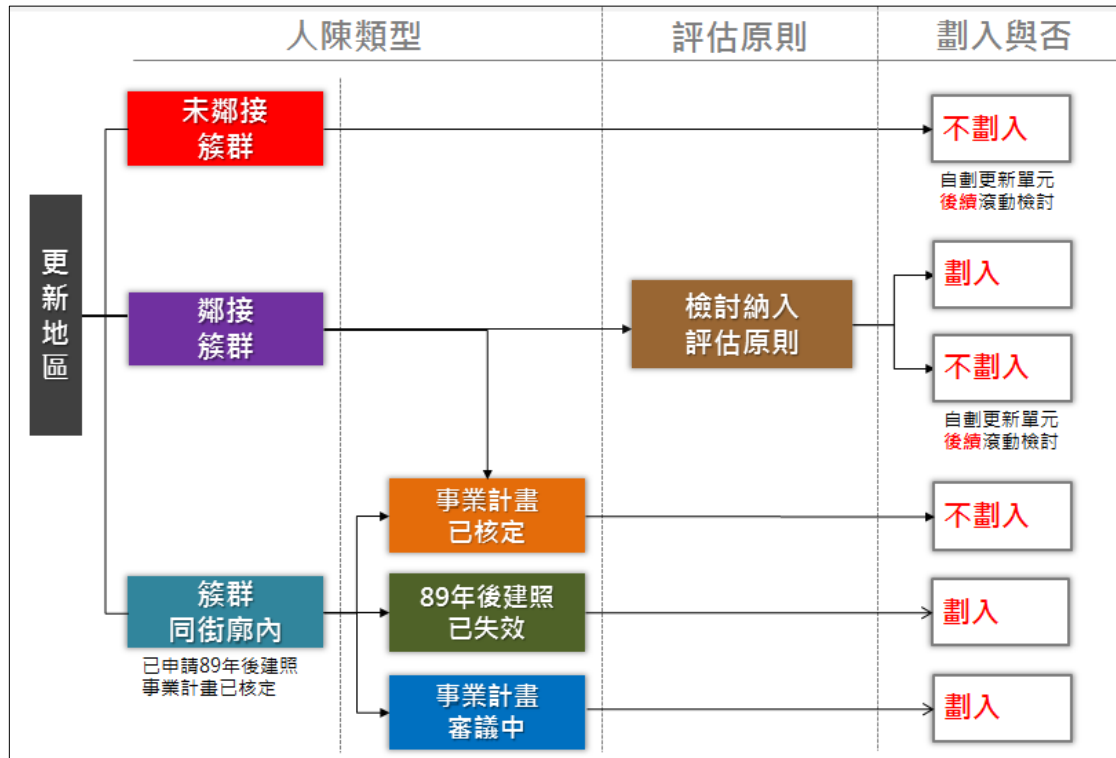 人陳類型
評估原則
劃入與否
更
新
地
區
未鄰接
簇群
不劃入
自劃更新單元
後續滾動檢討
鄰接
簇群
檢討納入
評估原則
劃入
不劃入
自劃更新單元
後續滾動檢討
簇群
同街廓內
已申請89年後建照
事業計畫已核定
事業計畫
已核定
不劃入
89年後建照
已失效
劃入
事業計畫
審議中
劃入